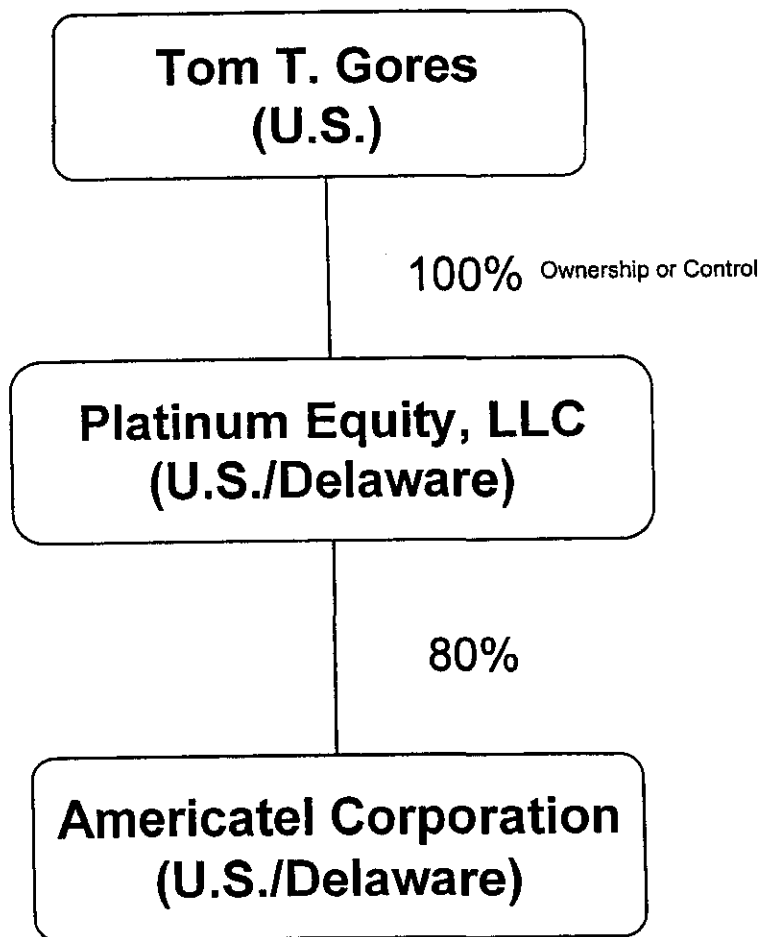 Tom T. Gores
(U.S.)
100% Ownership or Control
Platinum Equity, LLC
(U.S./Delaware)
80%
Americatel Corporation
(U.S./Delaware)